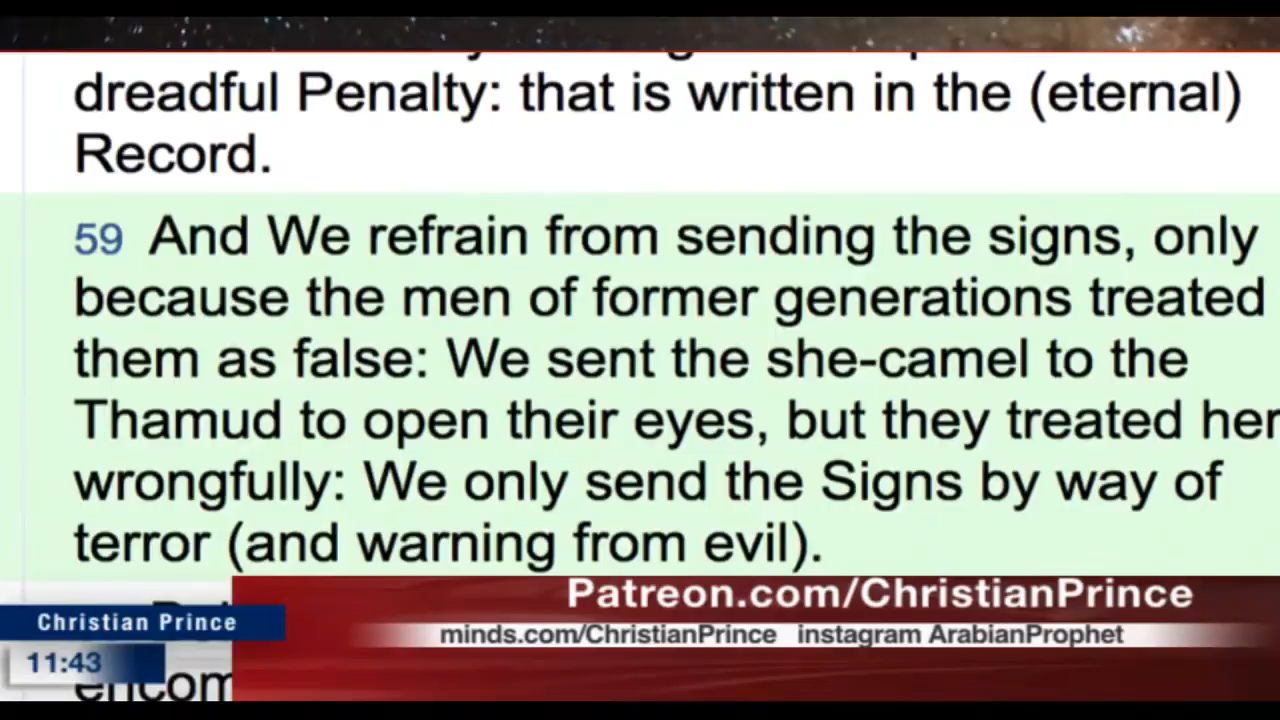 dreadful Penalty: that is written in the (eternal)
Record.
59 And We refrain from sending the signs, only
because the men of former generations treated
them as false: We sent the she-camel to the
Thamud to open their eyes, but they treated her
wrongfully: We only send the Signs by way of
terror (and warning from evil).
Patreon.com/ChristianPrince
Christian Prince
minds.com/ChristianPrince instagram ArabianProphet
11:43
encom